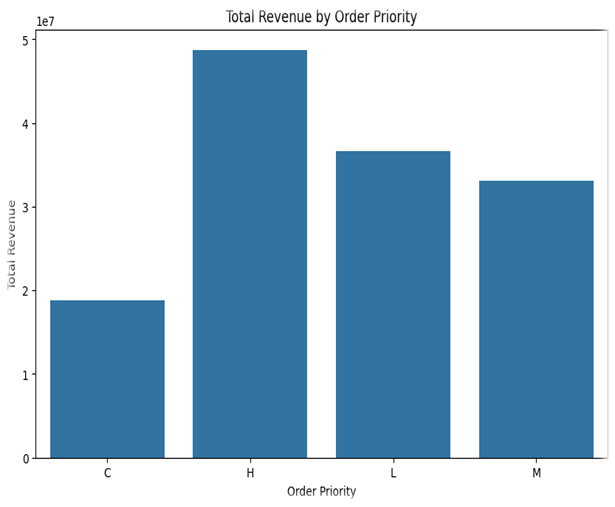 Total Revenue by Order Priority
1e7
5
4
3
2
1
0
Total Revenue
C H L M
Order Priority